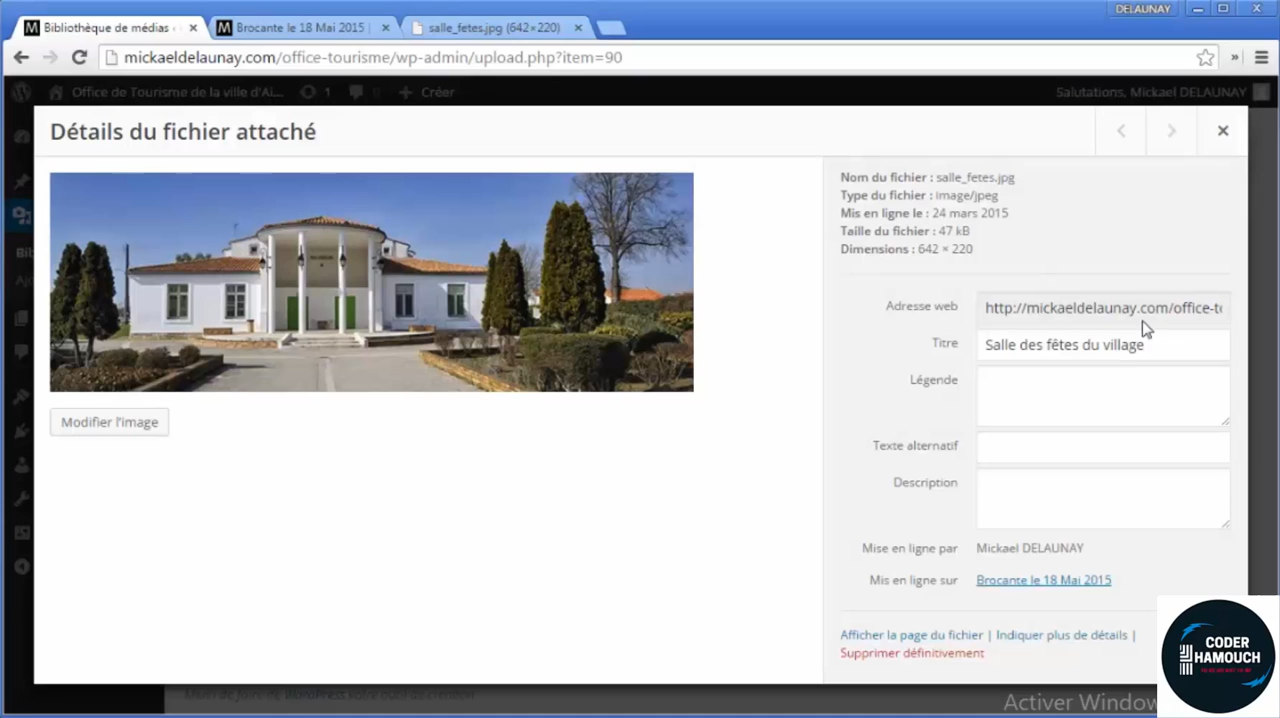 DELAUNAY
Bibliothèque de médias
Brocante le 18 Mai 2015 |
salle_fetes.jpg (642×220)
mickaeldelaunay.com/office-tourisme/wp-admin/upload.php?item=90
Office de Tourisme de la ville d'Al... 1 Créer
Salutations, Mickael DELAUNAY
Détails du fichier attaché
Nom du fichier : salle_fetes.jpg
Type du fichier : image/jpeg
Mis en ligne le : 24 mars 2015
Taille du fichier : 47 kB
Dimensions : 642 × 220
Adresse web http://mickaeldelaunay.com/office-to
Titre Salle des fêtes du village
Légende
Texte alternatif
Description
Modifier l'image
Mise en ligne par Mickael DELAUNAY
Mis en ligne sur Brocante le 18 Mai 2015
Afficher la page du fichier | Indiquer plus de détails |
Supprimer définitivement
Activer Window
CODER
HAMOUCH